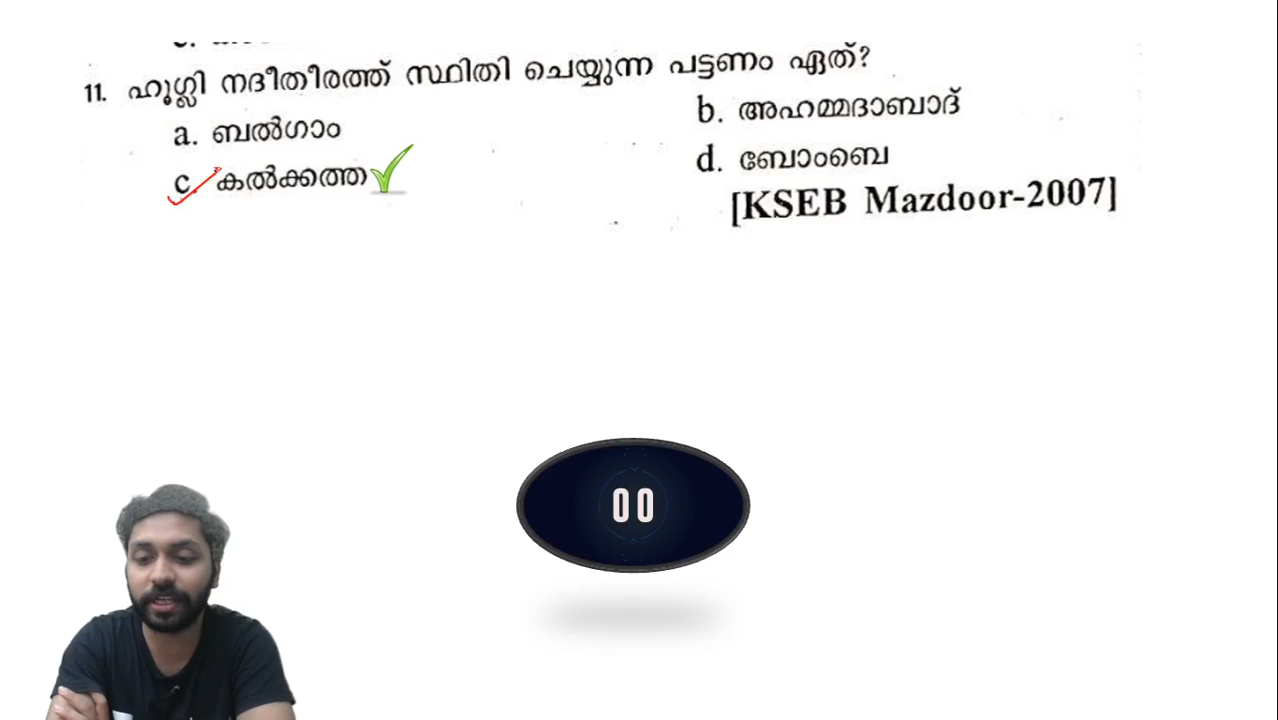 11. ഹൂഗ്ലി നദീതീരത്ത് സ്ഥിതി ചെയ്യുന്ന പട്ടണം ഏത്?
a. ബൽഗാം b. അഹമ്മദാബാദ്
c. കൽക്കത്ത d. ബോംബെ
[KSEB Mazdoor-2007]
00